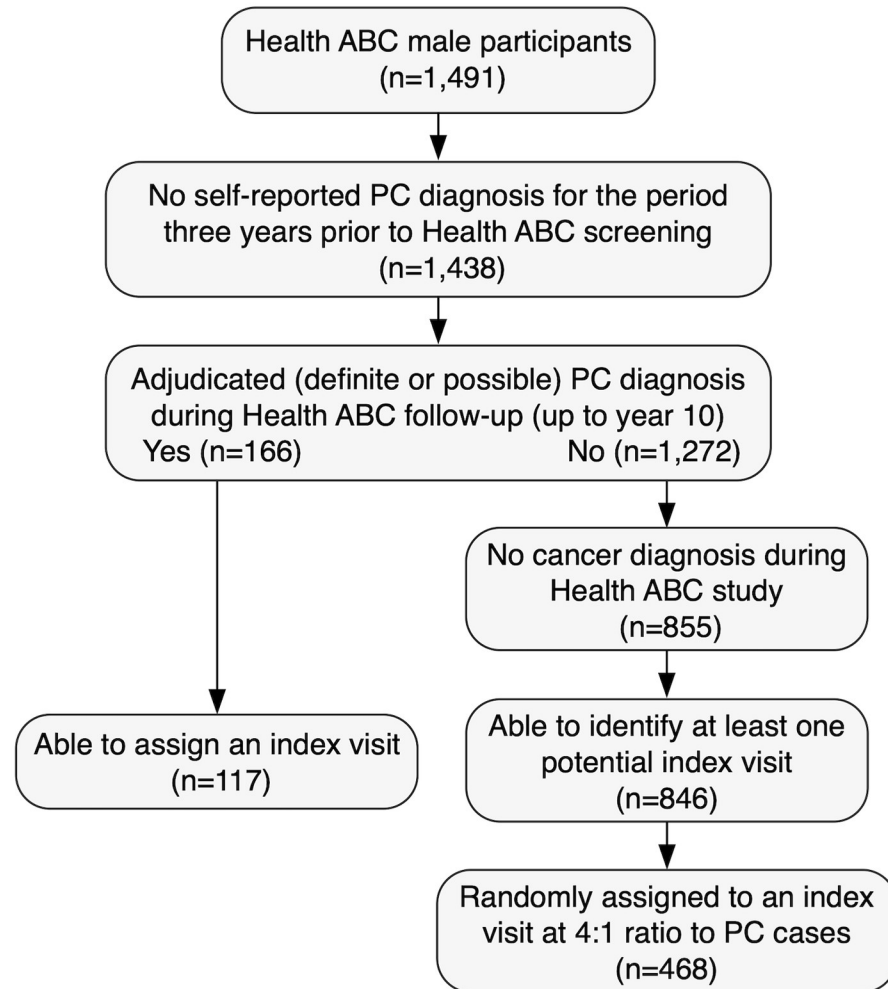 Health ABC male participants
(n=1,491)
No self-reported PC diagnosis for the period
three years prior to Health ABC screening
(n=1,438)
Adjudicated (definite or possible) PC diagnosis
during Health ABC follow-up (up to year 10)
Yes (n=166) No (n=1,272)
No cancer diagnosis during
Health ABC study
(n=855)
Able to assign an index visit
(n=117)
Able to identify at least one
potential index visit
(n=846)
Randomly assigned to an index
visit at 4:1 ratio to PC cases
(n=468)